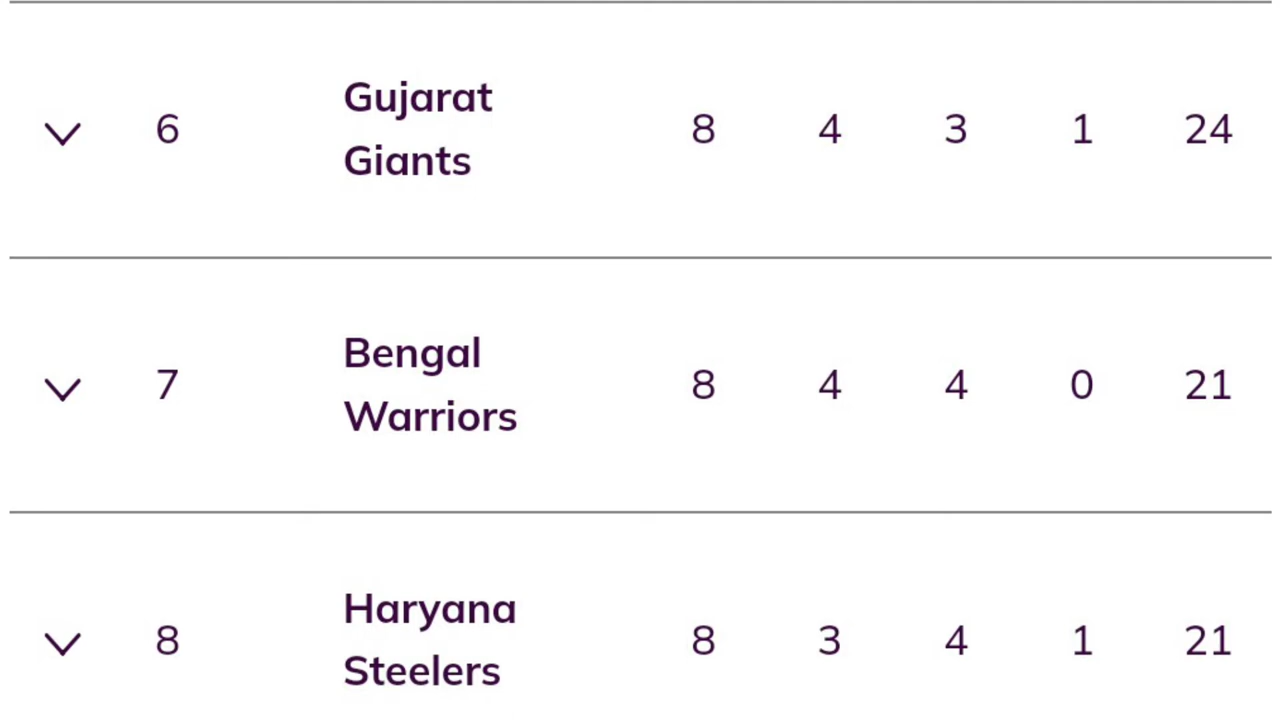 6 Gujarat Giants 8 4 3 1 24
7 Bengal Warriors 8 4 4 0 21
8 Haryana Steelers 8 3 4 1 21